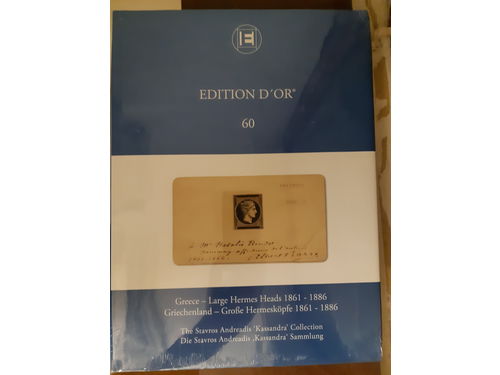 E
EDITION D'OR®
60
Greece – Large Hermes Heads 1861 - 1886
Griechenland – Große Hermesköpfe 1861 - 1886
The Stavros Andreadis 'Kassandra' Collection
Die Stavros Andreadis ‚Kassandra' Sammlung